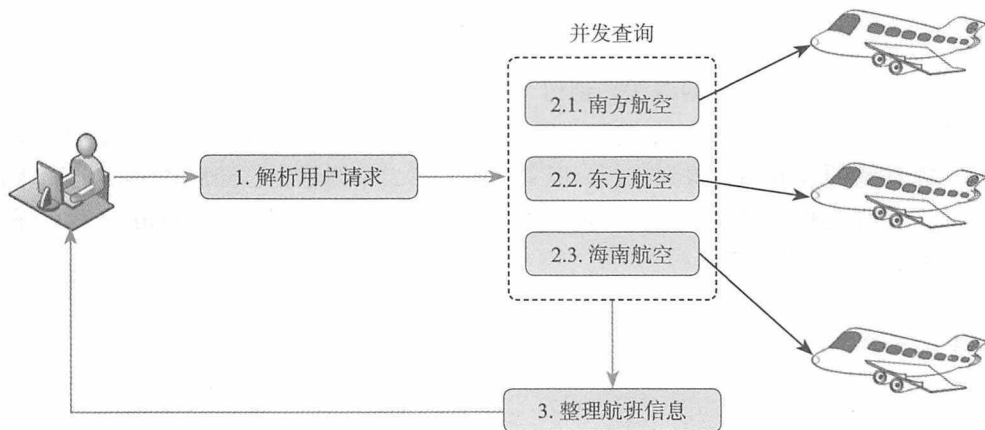 并发查询
2.1. 南方航空
1. 解析用户请求
2.2. 东方航空
2.3. 海南航空
3. 整理航班信息